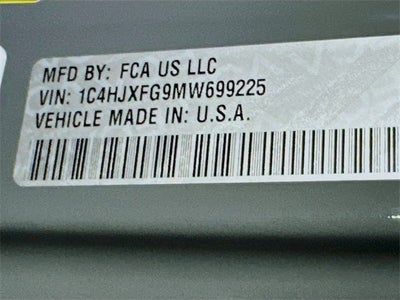 MFD BY: FCA US LLC
VIN: 1C4HJXFG9MW699225
VEHICLE MADE IN: U.S.A.